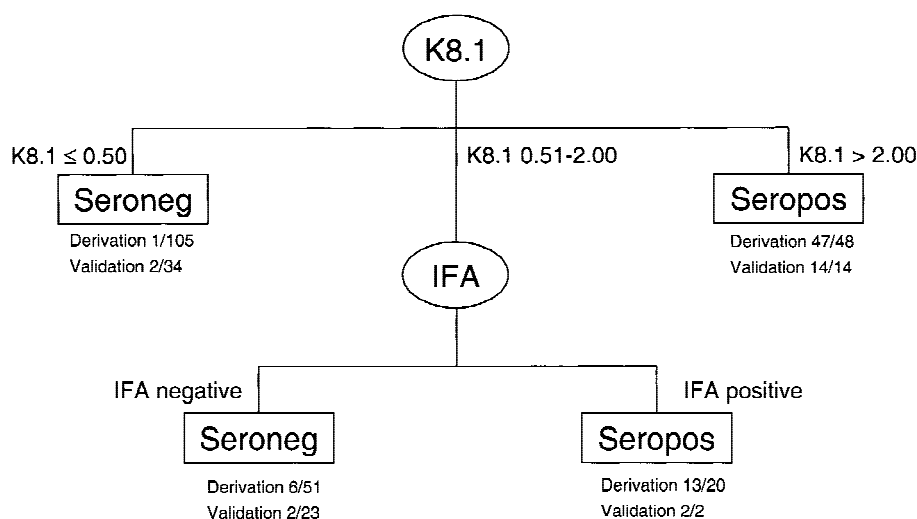 K8.1
K8.1 ≤ 0.50
K8.1 0.51-2.00
K8.1 > 2.00
Seroneg
Derivation 1/105
Validation 2/34
Seropos
Derivation 47/48
Validation 14/14
IFA
IFA negative
IFA positive
Seroneg
Derivation 6/51
Validation 2/23
Seropos
Derivation 13/20
Validation 2/2